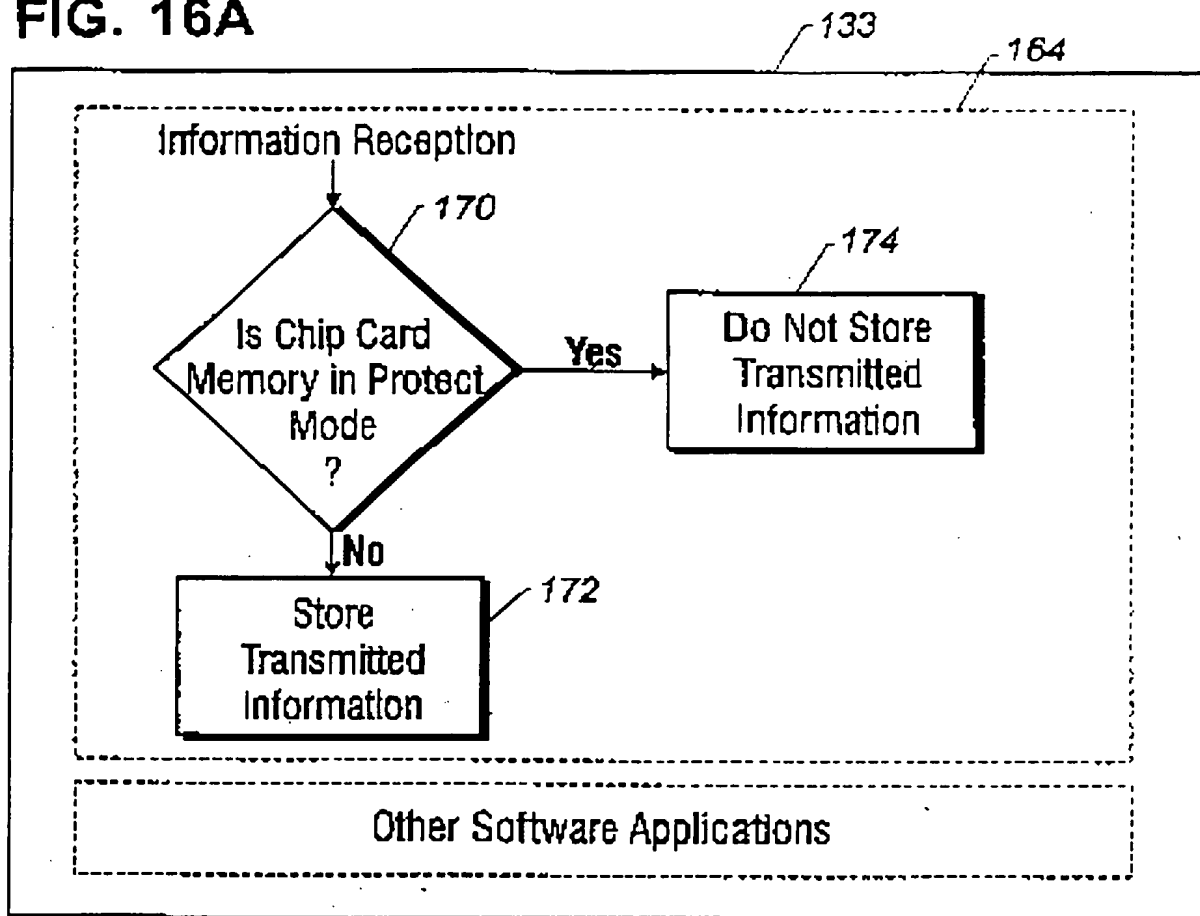 FIG. 16A
133
164
Information Reception
170
174
Is Chip Card
Memory in Protect
Mode
?
Yes
Do Not Store
Transmitted
Information
No
172
Store
Transmitted
Information
Other Software Applications